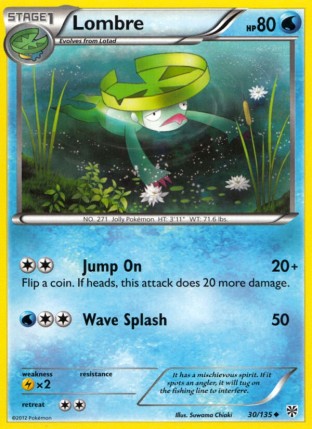 STAGE1
Lombre
HP80
Evolves from Lotad
NO. 271. Jolly Pokémon. HT: 3'11". WT: 71.6 lbs.
Jump On 20+
Flip a coin. If heads, this attack does 20 more damage.
Wave Splash 50
weakness resistance
×2
It has a mischievous spirit. If it
spots an angler, it will tug on
the fishing line to interfere.
retreat
©2012 Pokémon
Illus. Suwama Chiaki
30/135